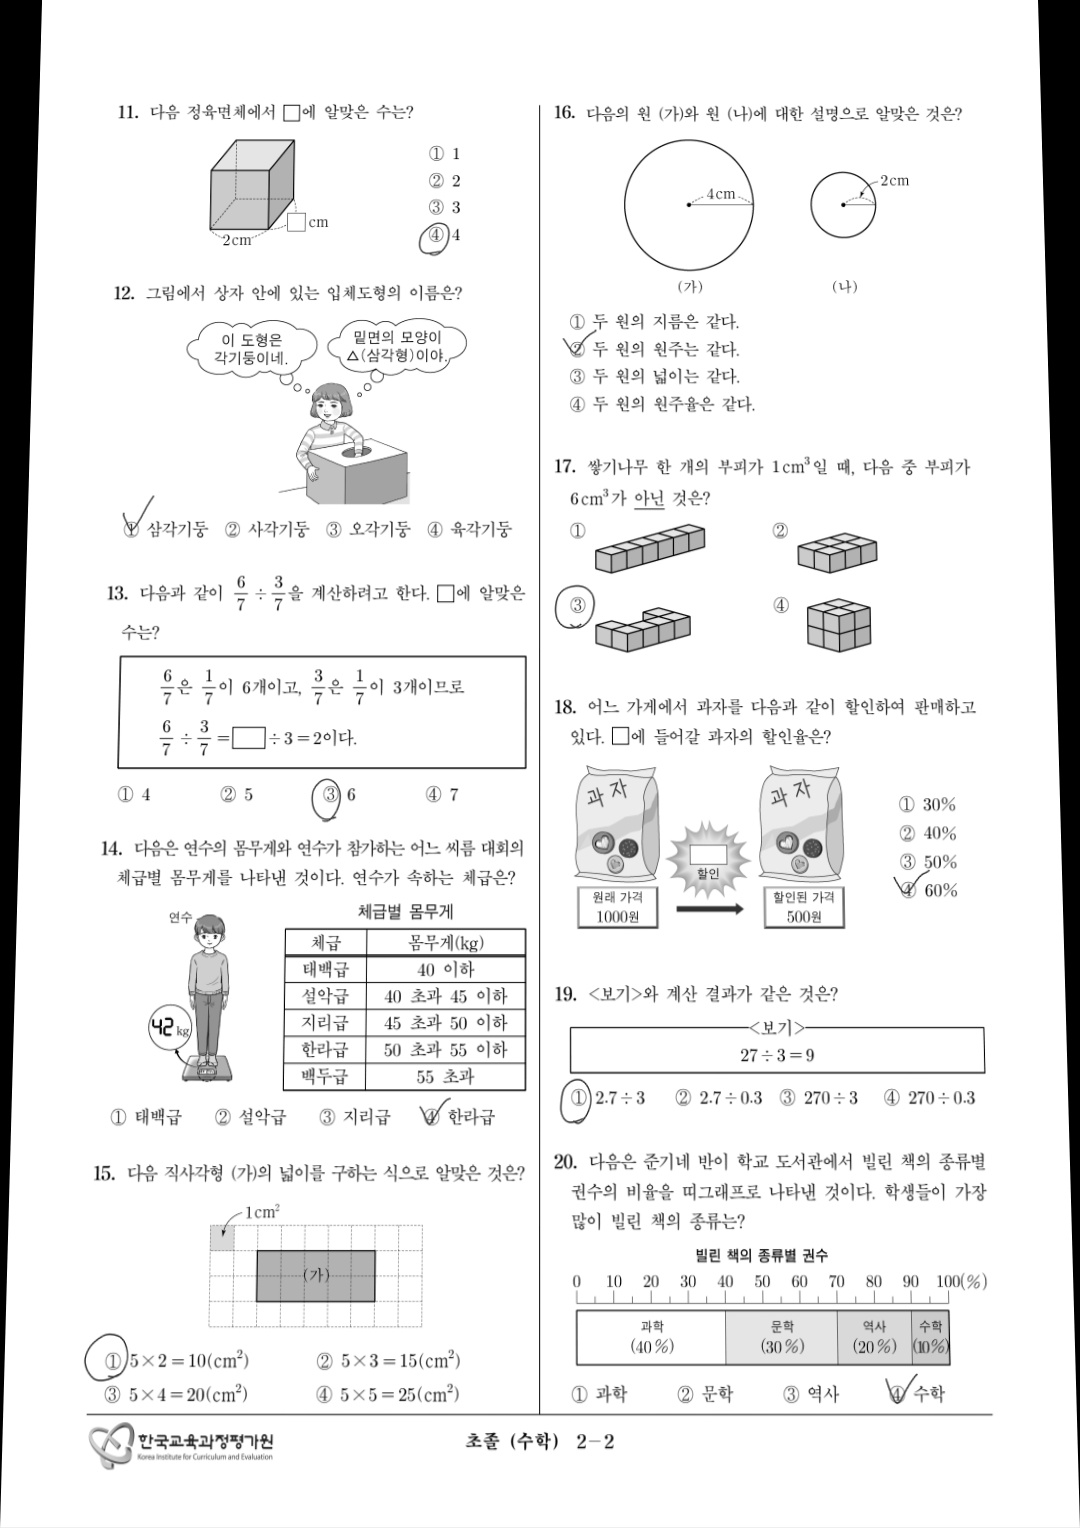 11. 다음 정육면체에서 □에 알맞은 수는?
2cm
□ cm
① 1
② 2
③ 3
④ 4
12. 그림에서 상자 안에 있는 입체도형의 이름은?
이 도형은
각기둥이네.
밑면의 모양이
△(삼각형)이야.
① 삼각기둥 ② 사각기둥 ③ 오각기둥 ④ 육각기둥
13. 다음과 같이 6/7 ÷ 3/7을 계산하려고 한다. □에 알맞은
수는?
6/7은 1/7이 6개이고, 3/7은 1/7이 3개이므로
6/7 ÷ 3/7 = □ ÷ 3 = 2이다.
① 4 ② 5 ③ 6 ④ 7
14. 다음은 연수의 몸무게와 연수가 참가하는 어느 씨름 대회의
체급별 몸무게를 나타낸 것이다. 연수가 속하는 체급은?
연수
42 kg
체급별 몸무게
체급 몸무게(kg)
태백급 40 이하
설악급 40 초과 45 이하
지리급 45 초과 50 이하
한라급 50 초과 55 이하
백두급 55 초과
① 태백급 ② 설악급 ③ 지리급 ④ 한라급
15. 다음 직사각형 (가)의 넓이를 구하는 식으로 알맞은 것은?
1cm²
(가)
① 5×2=10(cm²) ② 5×3=15(cm²)
③ 5×4=20(cm²) ④ 5×5=25(cm²)
16. 다음의 원 (가)와 원 (나)에 대한 설명으로 알맞은 것은?
4cm
2cm
(가) (나)
① 두 원의 지름은 같다.
② 두 원의 원주는 같다.
③ 두 원의 넓이는 같다.
④ 두 원의 원주율은 같다.
17. 쌓기나무 한 개의 부피가 1cm³일 때, 다음 중 부피가
6cm³가 아닌 것은?
① ②
③ ④
18. 어느 가게에서 과자를 다음과 같이 할인하여 판매하고
있다. □에 들어갈 과자의 할인율은?
과자
과자
할인
원래 가격
1000원
할인된 가격
500원
① 30%
② 40%
③ 50%
④ 60%
19. <보기>와 계산 결과가 같은 것은?
<보기>
27÷3=9
① 2.7÷3 ② 2.7÷0.3 ③ 270÷3 ④ 270÷0.3
20. 다음은 준기네 반이 학교 도서관에서 빌린 책의 종류별
권수의 비율을 띠그래프로 나타낸 것이다. 학생들이 가장
많이 빌린 책의 종류는?
빌린 책의 종류별 권수
0 10 20 30 40 50 60 70 80 90 100(%)
과학 문학 역사 수학
(40%) (30%) (20%) (10%)
① 과학 ② 문학 ③ 역사 ④ 수학
한국교육과정평가원
Korea Institute for Curriculum and Evaluation
초졸 (수학) 2-2